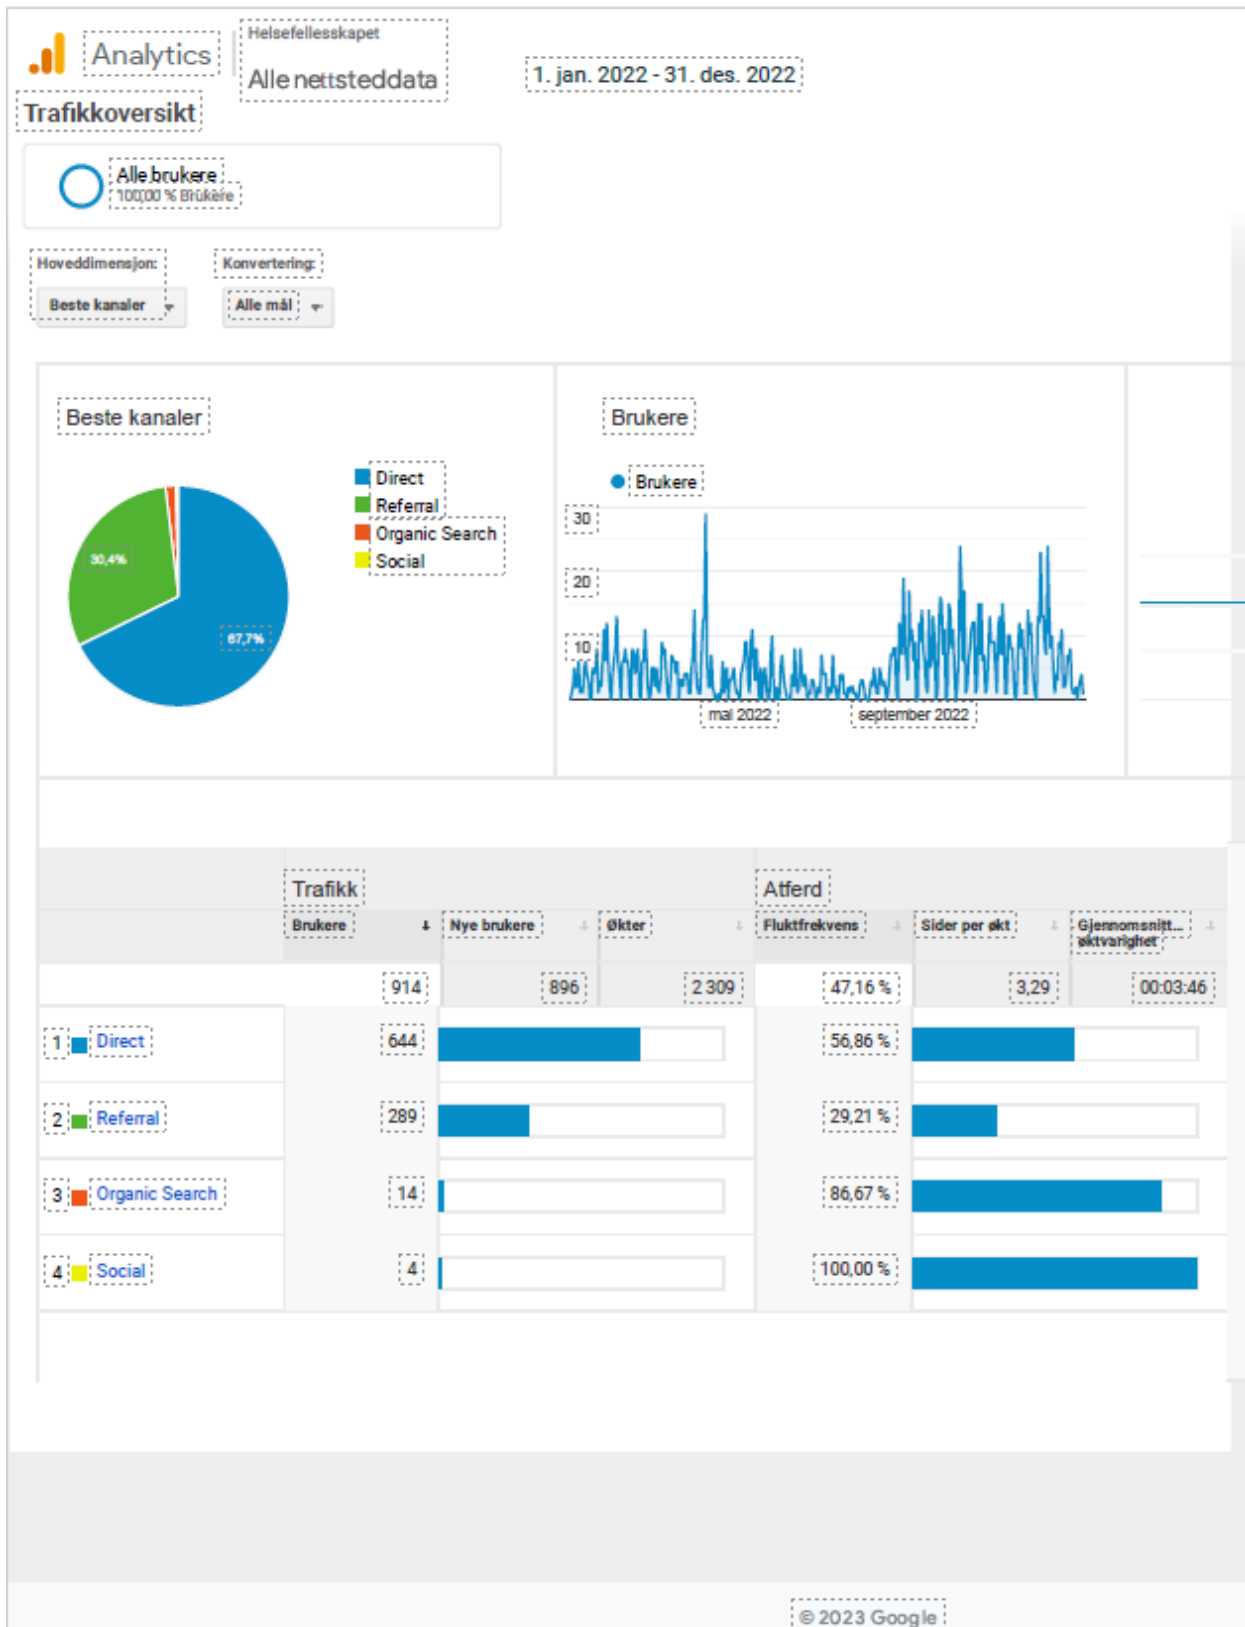 Analytics
Helsefellesskapet
Alle nettsteddata
1. jan. 2022 - 31. des. 2022
Trafikkoversikt
Alle brukere
100,00 % Brukere
Hoveddimensjon:
Konvertering:
Beste kanaler
Alle mål
Beste kanaler
Direct
Referral
Organic Search
Social
30,4%
67,7%
Brukere
Brukere
30
20
10
mai 2022
september 2022
Trafikk
Atferd
Brukere
Nye brukere
Økter
Fluktfrekvens
Sider per økt
Gjennomsnitt...
øktvarighet
914
896
2 309
47,16 %
3,29
00:03:46
1 Direct 644 56,86 %
2 Referral 289 29,21 %
3 Organic Search 14 86,67 %
4 Social 4 100,00 %
© 2023 Google